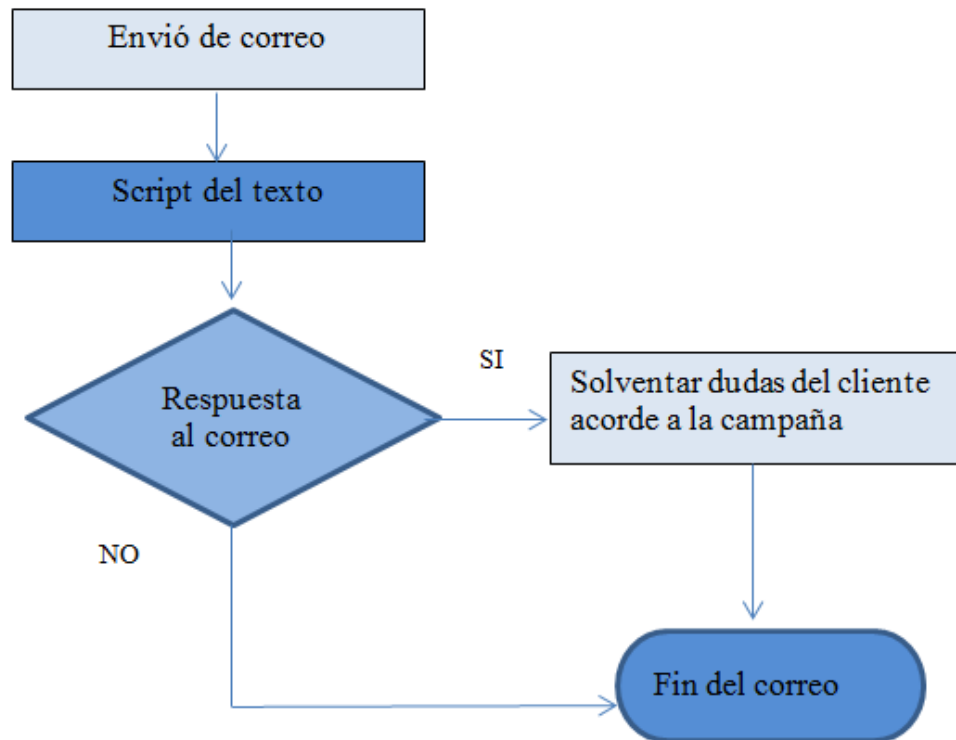 Envió de correo
Script del texto
Respuesta
al correo
SI
Solventar dudas del cliente
acorde a la campaña
NO
Fin del correo